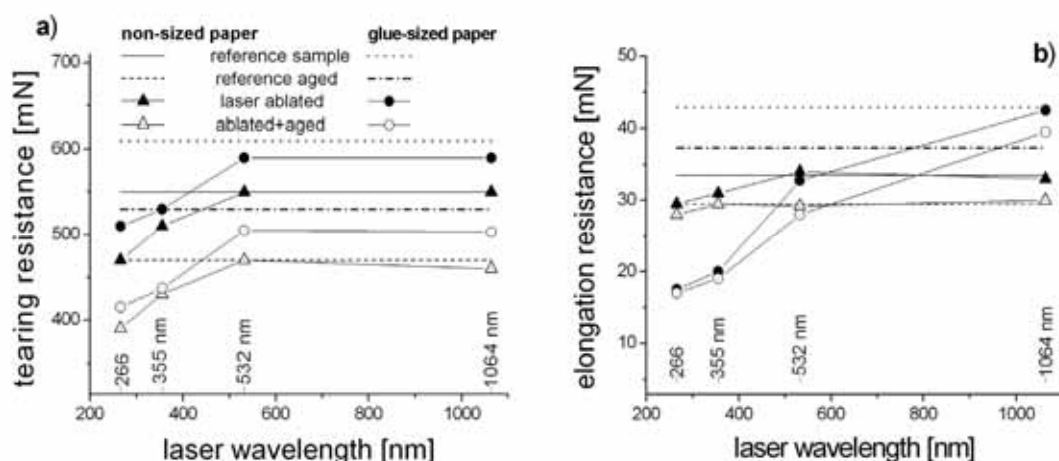 a)
non-sized paper glue-sized paper
reference sample
reference aged
laser ablated
ablated+aged
tearing resistance [mN]
700
600
500
400
266
355 nm
532 nm
1064 nm
200 400 600 800 1000
laser wavelength [nm]
b)
elongation resistance [mN]
50
40
30
20
10
266
355 nm
532 nm
1064 nm
200 400 600 800 1000
laser wavelength [nm]